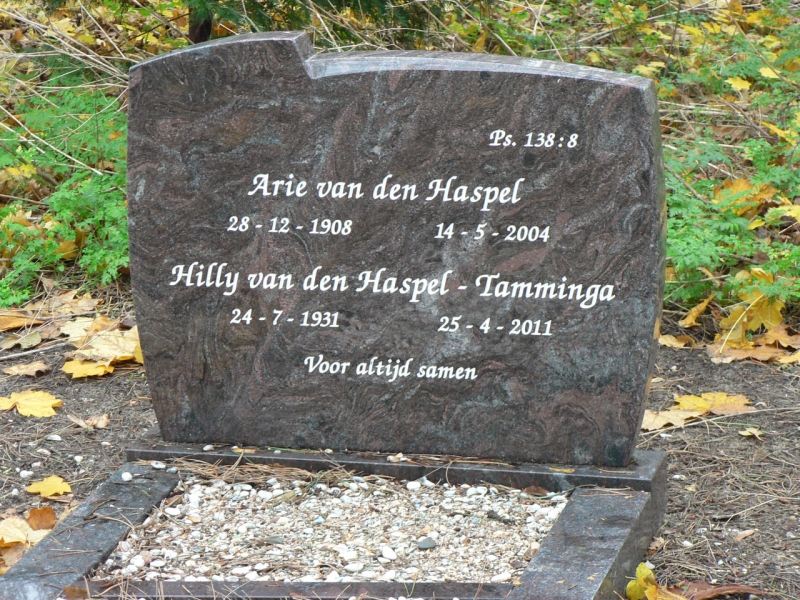 Ps. 138:8
Arie van den Haspel
28 - 12 - 1908 14 - 5 - 2004
Hilly van den Haspel - Tamminga
24 - 7 - 1931 25 - 4 - 2011
Voor altijd samen